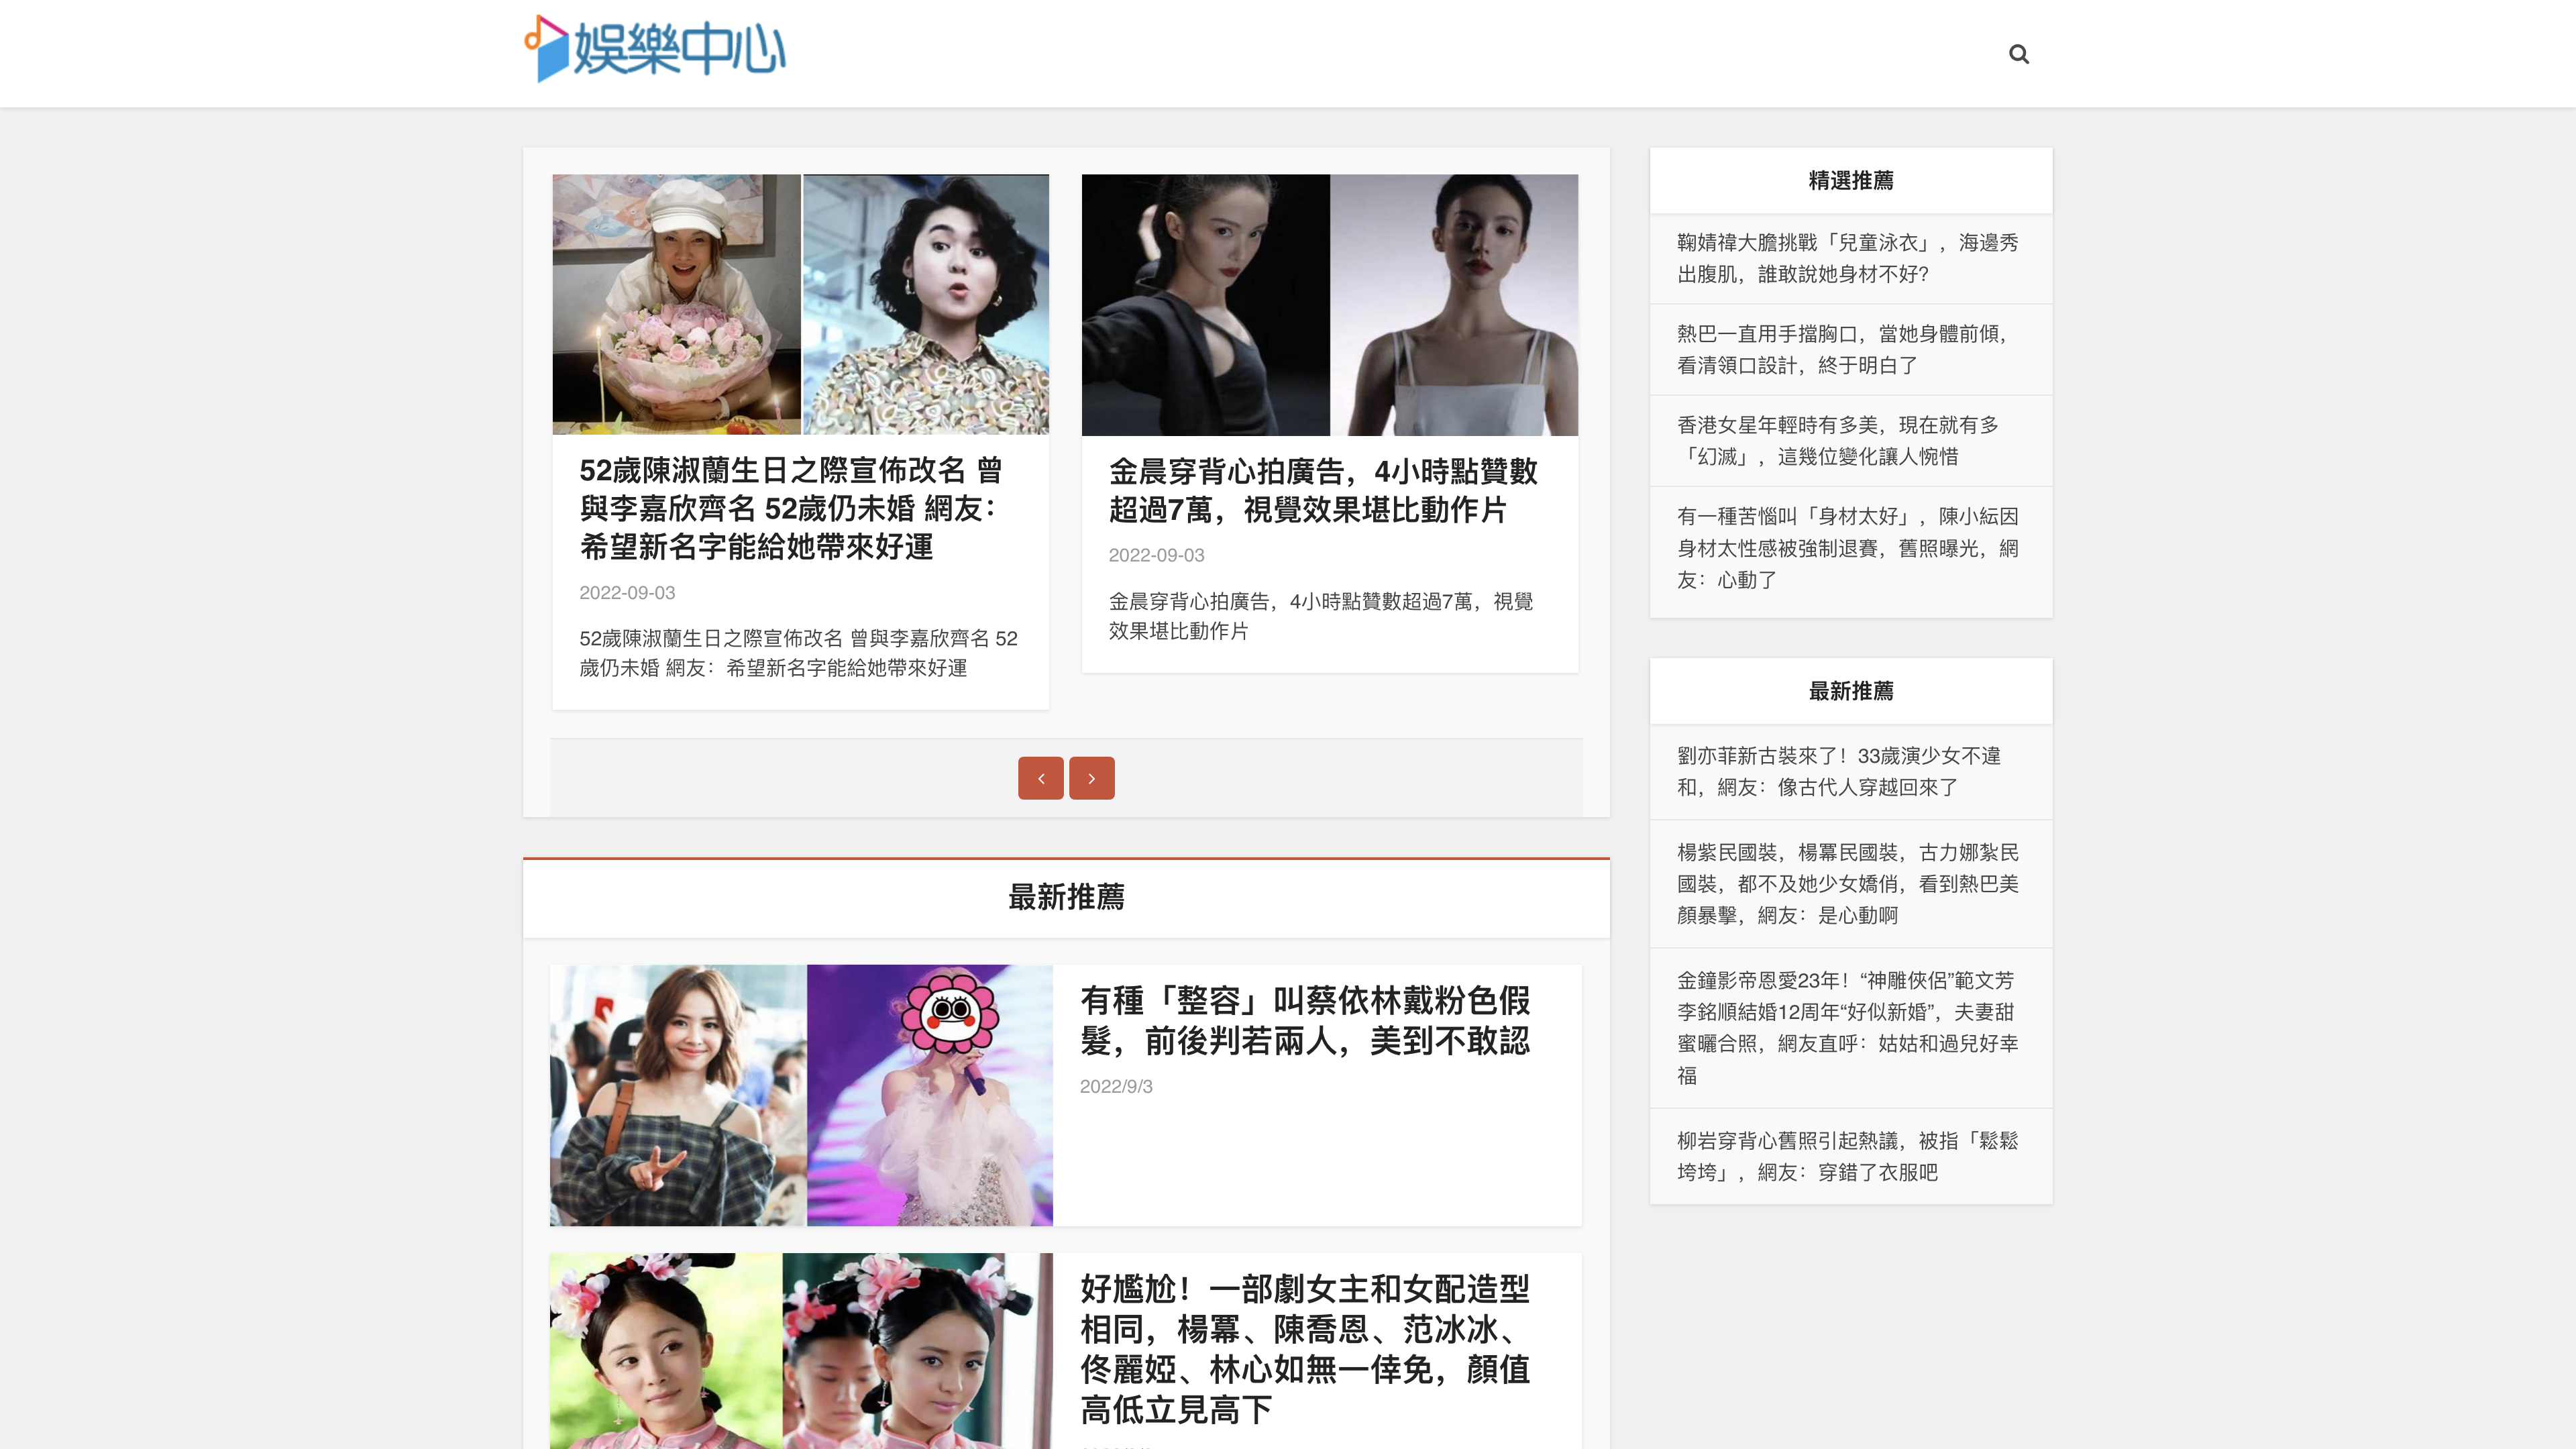 娛樂中心
52歲陳淑蘭生日之際宣佈改名 曾
與李嘉欣齊名 52歲仍未婚 網友：
希望新名字能給她帶來好運
2022-09-03
52歲陳淑蘭生日之際宣佈改名 曾與李嘉欣齊名 52
歲仍未婚 網友：希望新名字能給她帶來好運
金晨穿背心拍廣告，4小時點贊數
超過7萬，視覺效果堪比動作片
2022-09-03
金晨穿背心拍廣告，4小時點贊數超過7萬，視覺
效果堪比動作片
最新推薦
有種「整容」叫蔡依林戴粉色假
髮，前後判若兩人，美到不敢認
2022/9/3
好尷尬！一部劇女主和女配造型
相同，楊冪、陳喬恩、范冰冰、
佟麗婭、林心如無一倖免，顏值
高低立見高下
精選推薦
鞠婧禕大膽挑戰「兒童泳衣」，海邊秀
出腹肌，誰敢說她身材不好?
熱巴一直用手擋胸口，當她身體前傾，
看清領口設計，終于明白了
香港女星年輕時有多美，現在就有多
「幻滅」，這幾位變化讓人惋惜
有一種苦惱叫「身材太好」，陳小紜因
身材太性感被強制退賽，舊照曝光，網
友：心動了
最新推薦
劉亦菲新古裝來了！33歲演少女不違
和，網友：像古代人穿越回來了
楊紫民國裝，楊冪民國裝，古力娜紮民
國裝，都不及她少女嬌俏，看到熱巴美
顏暴擊，網友：是心動啊
金鐘影帝恩愛23年！“神雕俠侶”範文芳
李銘順結婚12周年“好似新婚”，夫妻甜
蜜曬合照，網友直呼：姑姑和過兒好幸
福
柳岩穿背心舊照引起熱議，被指「鬆鬆
垮垮」，網友：穿錯了衣服吧